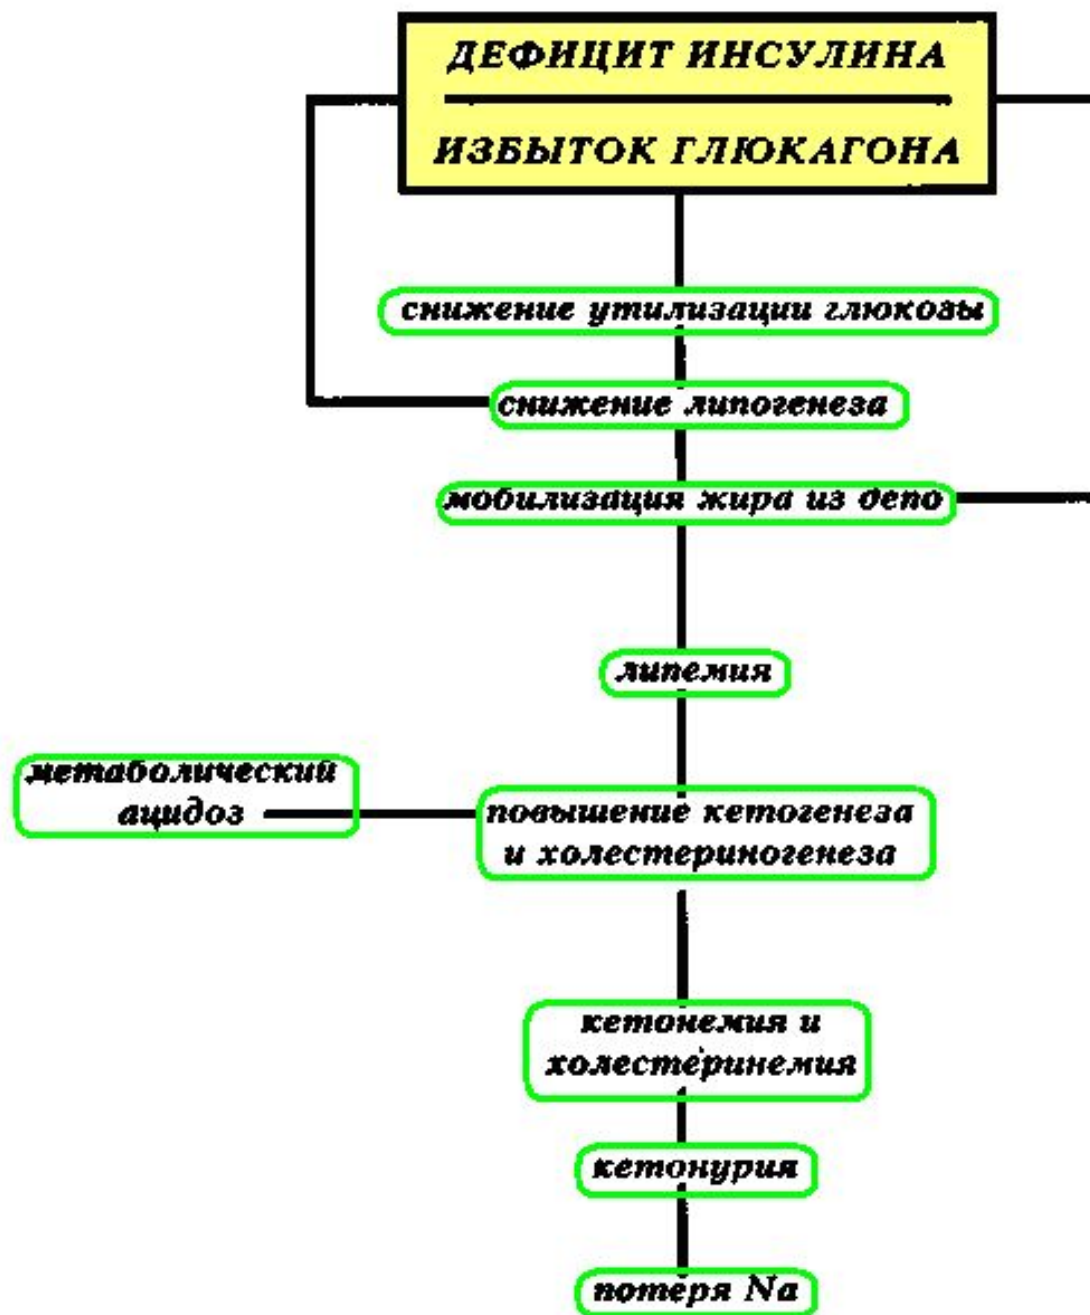 ДЕФИЦИТ ИНСУЛИНА
ИЗБЫТОК ГЛЮКАГОНА
снижение утилизации глюкозы
снижение липогенеза
мобилизация жира из депо
липемия
метаболический
ацидоз
повышение кетогенеза
и холестериногенеза
кетонемия и
холестеринемия
кетонурия
потеря Na